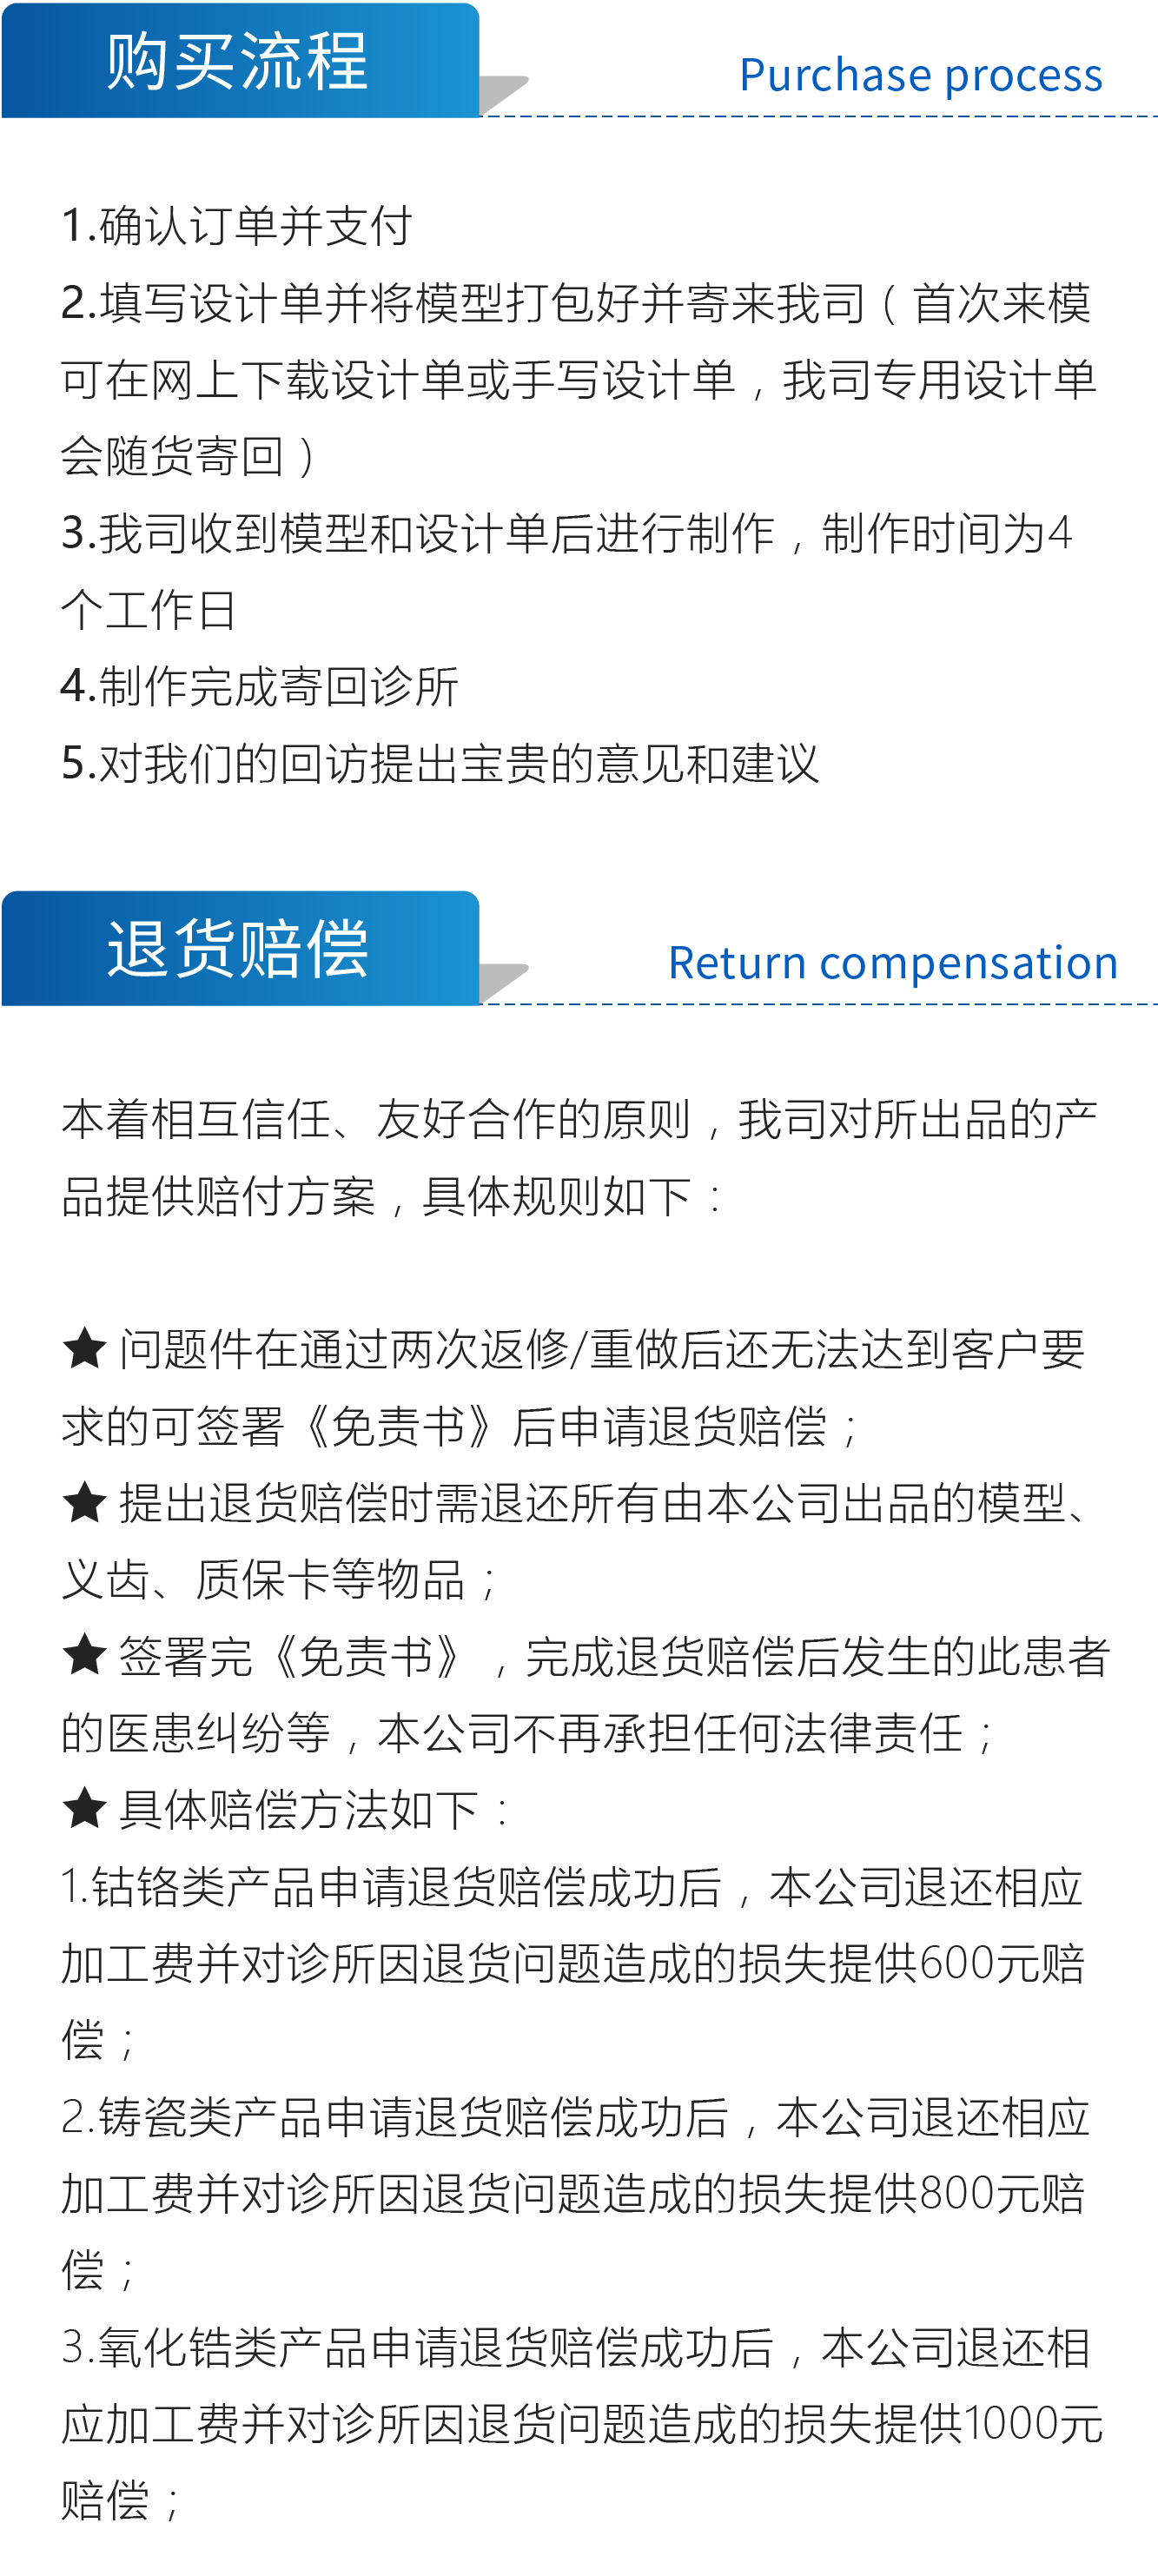 购买流程
Purchase process
1.确认订单并支付
2.填写设计单并将模型打包好并寄来我司（首次来模
可在网上下载设计单或手写设计单，我司专用设计单
会随货寄回）
3.我司收到模型和设计单后进行制作，制作时间为4
个工作日
4.制作完成寄回诊所
5.对我们的回访提出宝贵的意见和建议
退货赔偿
Return compensation
本着相互信任、友好合作的原则，我司对所出品的产
品提供赔付方案，具体规则如下：
★ 问题件在通过两次返修/重做后还无法达到客户要
求的可签署《免责书》后申请退货赔偿；
★ 提出退货赔偿时需退还所有由本公司出品的模型、
义齿、质保卡等物品；
★ 签署完《免责书》，完成退货赔偿后发生的此患者
的医患纠纷等，本公司不再承担任何法律责任；
★ 具体赔偿方法如下：
1.钴铬类产品申请退货赔偿成功后，本公司退还相应
加工费并对诊所因退货问题造成的损失提供600元赔
偿；
2.铸瓷类产品申请退货赔偿成功后，本公司退还相应
加工费并对诊所因退货问题造成的损失提供800元赔
偿；
3.氧化锆类产品申请退货赔偿成功后，本公司退还相
应加工费并对诊所因退货问题造成的损失提供1000元
赔偿；